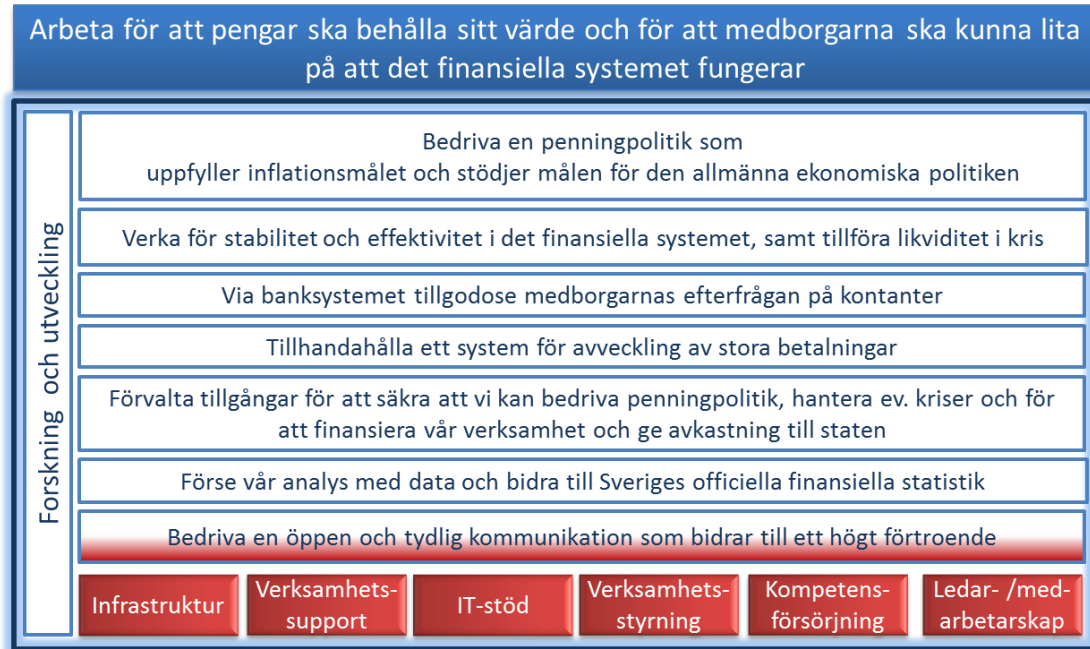 Arbeta för att pengar ska behålla sitt värde och för att medborgarna ska kunna lita
på att det finansiella systemet fungerar
Forskning och utveckling
Bedriva en penningpolitik som
uppfyller inflationsmålet och stödjer målen för den allmänna ekonomiska politiken
Verka för stabilitet och effektivitet i det finansiella systemet, samt tillföra likviditet i kris
Via banksystemet tillgodose medborgarnas efterfrågan på kontanter
Tillhandahålla ett system för avveckling av stora betalningar
Förvalta tillgångar för att säkra att vi kan bedriva penningpolitik, hantera ev. kriser och för
att finansiera vår verksamhet och ge avkastning till staten
Förse vår analys med data och bidra till Sveriges officiella finansiella statistik
Bedriva en öppen och tydlig kommunikation som bidrar till ett högt förtroende
Infrastruktur
Verksamhets-
support
IT-stöd
Verksamhets-
styrning
Kompetens-
försörjning
Ledar- /med-
arbetarskap